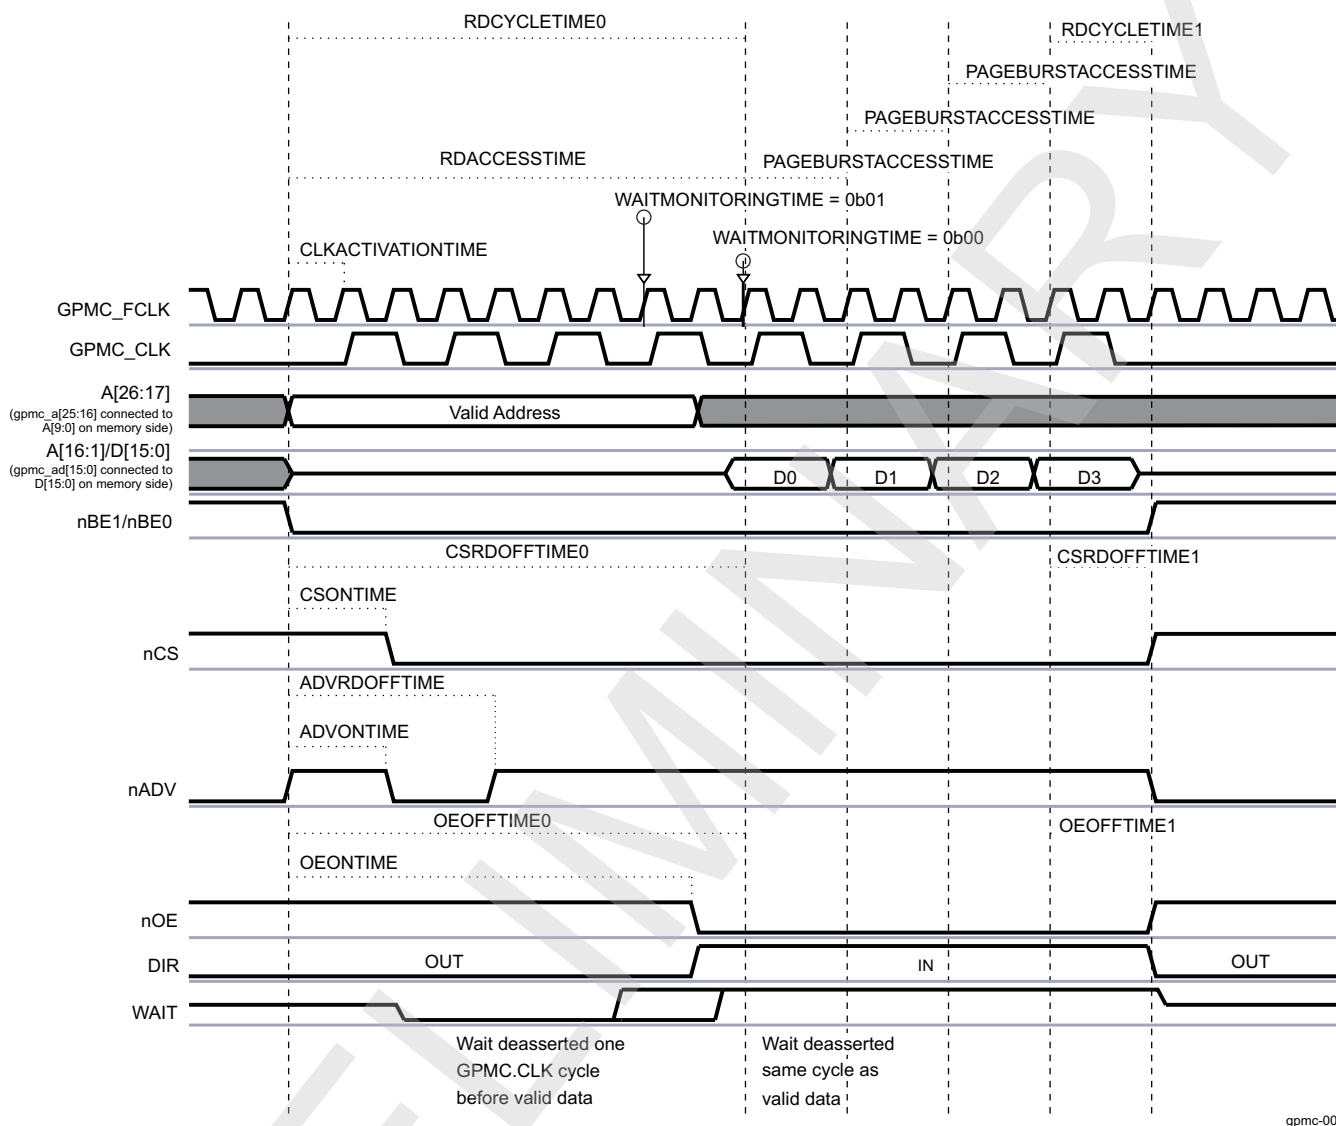 RDCYCLETIME0
RDCYCLETIME1
PAGEBURSTACCESSTIME
PAGEBURSTACCESSTIME
RDACCESSTIME
PAGEBURSTACCESSTIME
WAITMONITORINGTIME = 0b01
WAITMONITORINGTIME = 0b00
CLKACTIVATIONTIME
GPMC_FCLK
GPMC_CLK
A[26:17]
(gpmc_a[25:16] connected to
A[9:0] on memory side)
Valid Address
A[16:1]/D[15:0]
(gpmc_ad[15:0] connected to
D[15:0] on memory side)
D0
D1
D2
D3
nBE1/nBE0
CSRDOFFTIME0
CSRDOFFTIME1
CSONTIME
nCS
ADVRDOFFTIME
ADVONTIME
nADV
OEOFFTIME0
OEOFFTIME1
OEONTIME
nOE
DIR
OUT
IN
OUT
WAIT
Wait deasserted one
GPMC.CLK cycle
before valid data
Wait deasserted
same cycle as
valid data
gpmc-00